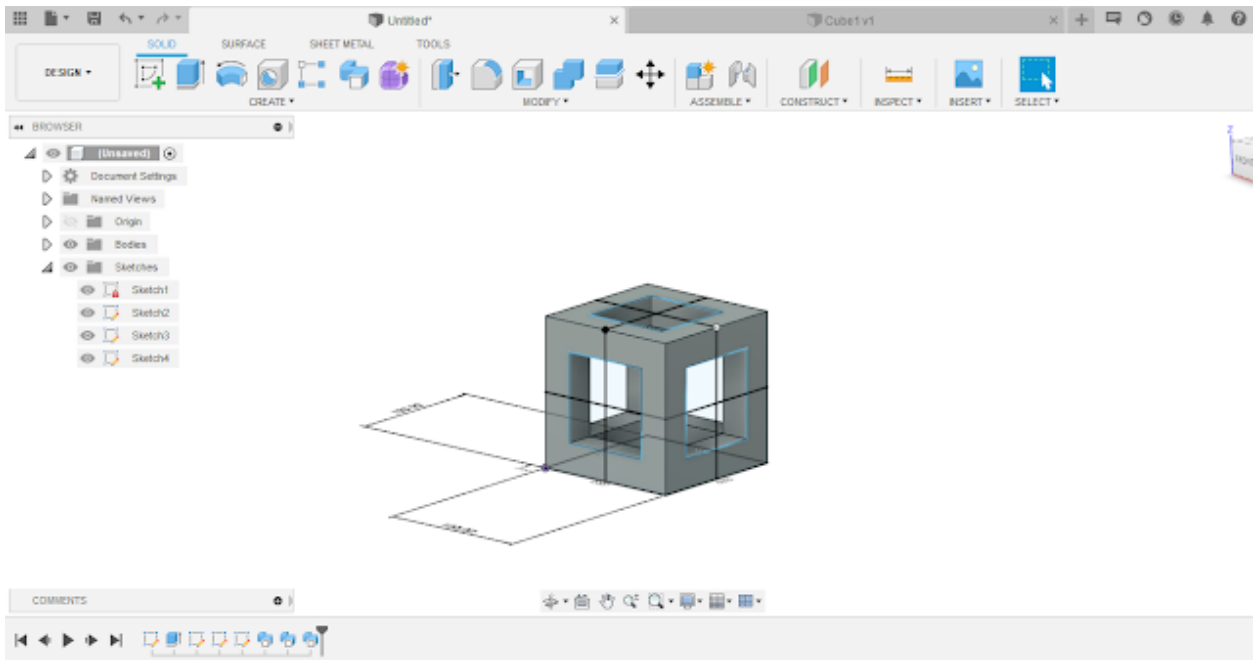 Untitled*
Cube1 v1
SOLID SURFACE SHEET METAL TOOLS
DESIGN
CREATE MODIFY ASSEMBLE CONSTRUCT INSPECT INSERT SELECT
BROWSER
(Unsaved)
Document Settings
Named Views
Origin
Bodies
Sketches
Sketch1
Sketch2
Sketch3
Sketch4
Z
COMMENTS